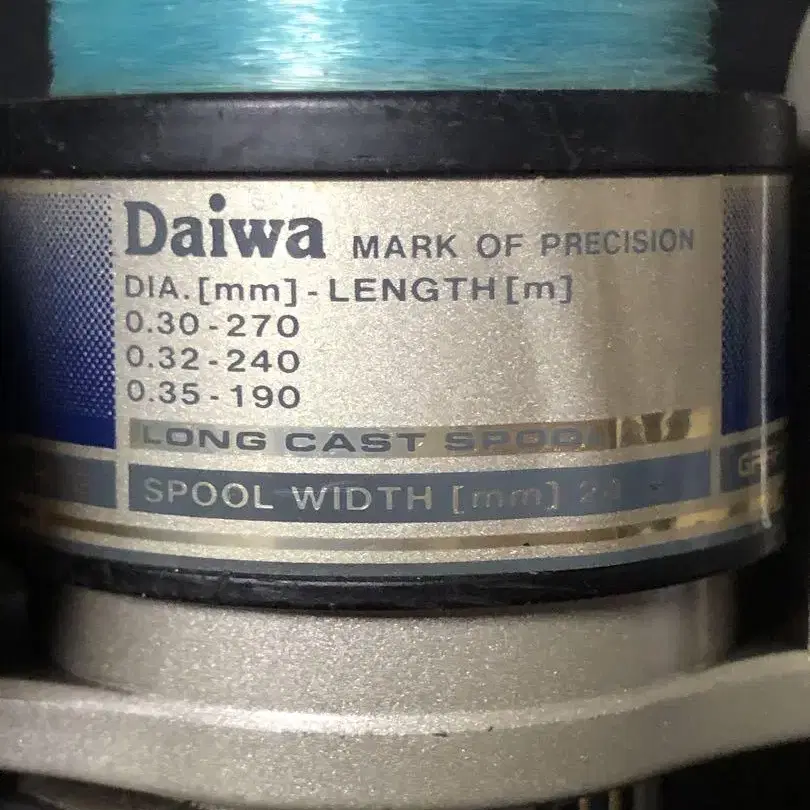 Daiwa MARK OF PRECISION
DIA.[mm]-LENGTH[m]
0.30-270
0.32-240
0.35-190
LONG CAST SPOOL
SPOOL WIDTH [mm]